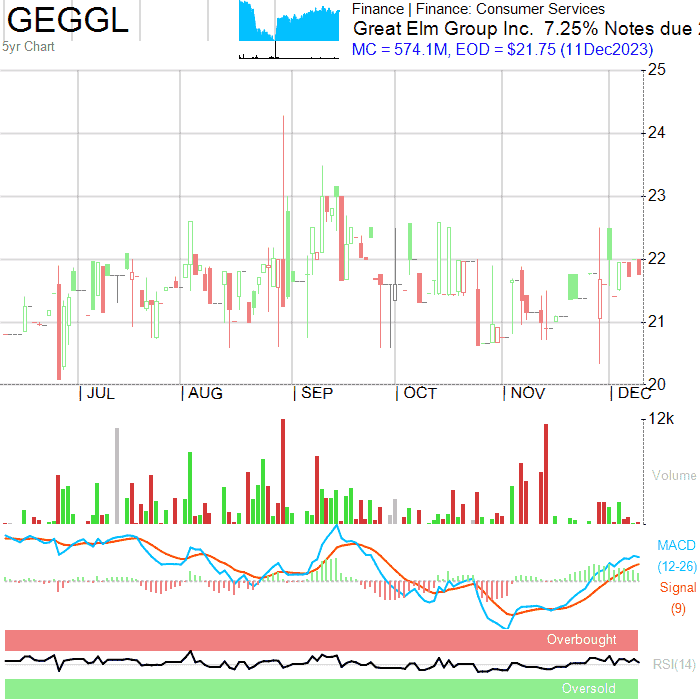 GEGGL
5yr Chart
Finance | Finance: Consumer Services
Great Elm Group Inc. 7.25% Notes due
MC = 574.1M, EOD = $21.75 (11Dec2023)
25
24
23
22
21
20
JUL AUG SEP OCT NOV DEC
12k
Volume
MACD
(12-26)
Signal
(9)
Overbought
RSI(14)
Oversold